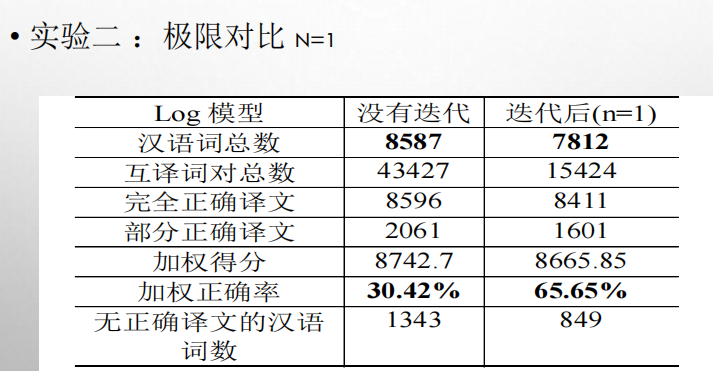 • 实验二 ：极限对比 N=1
Log 模型 没有迭代 迭代后(n=1)
汉语词总数 8587 7812
互译词对总数 43427 15424
完全正确译文 8596 8411
部分正确译文 2061 1601
加权得分 8742.7 8665.85
加权正确率 30.42% 65.65%
无正确译文的汉语 1343 849
词数